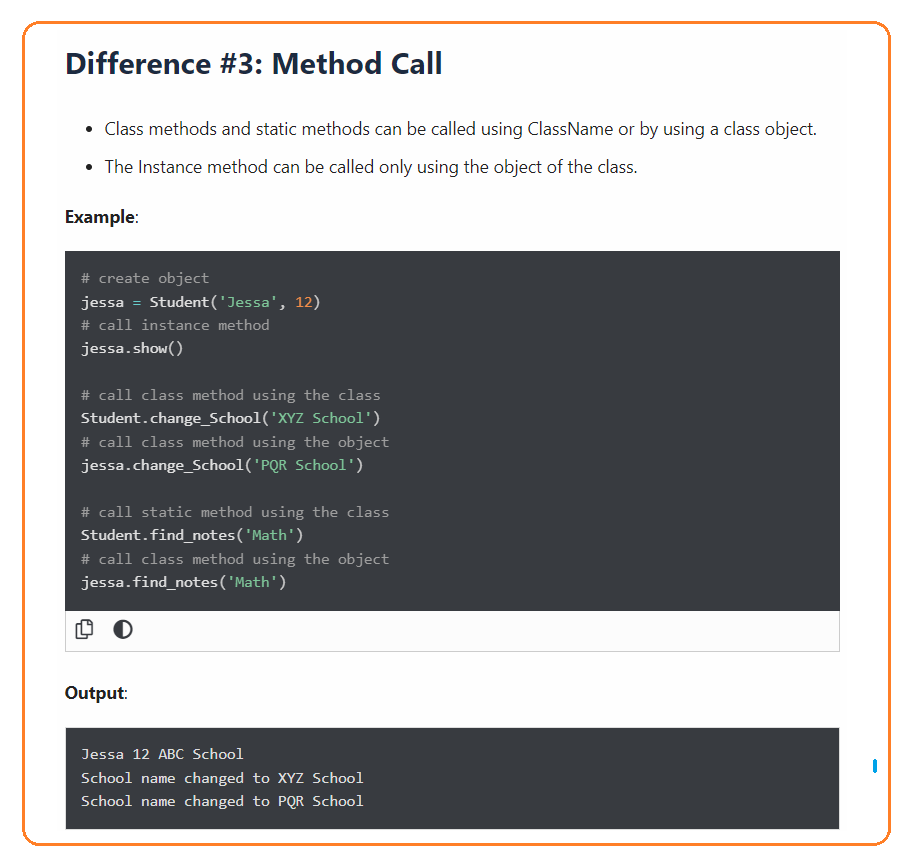 Difference #3: Method Call
• Class methods and static methods can be called using ClassName or by using a class object.
• The Instance method can be called only using the object of the class.
Example:
# create object
jessa = Student('Jessa', 12)
# call instance method
jessa.show()
# call class method using the class
Student.change_School('XYZ School')
# call class method using the object
jessa.change_School('PQR School')
# call static method using the class
Student.find_notes('Math')
# call class method using the object
jessa.find_notes('Math')
Output:
Jessa 12 ABC School
School name changed to XYZ School
School name changed to PQR School